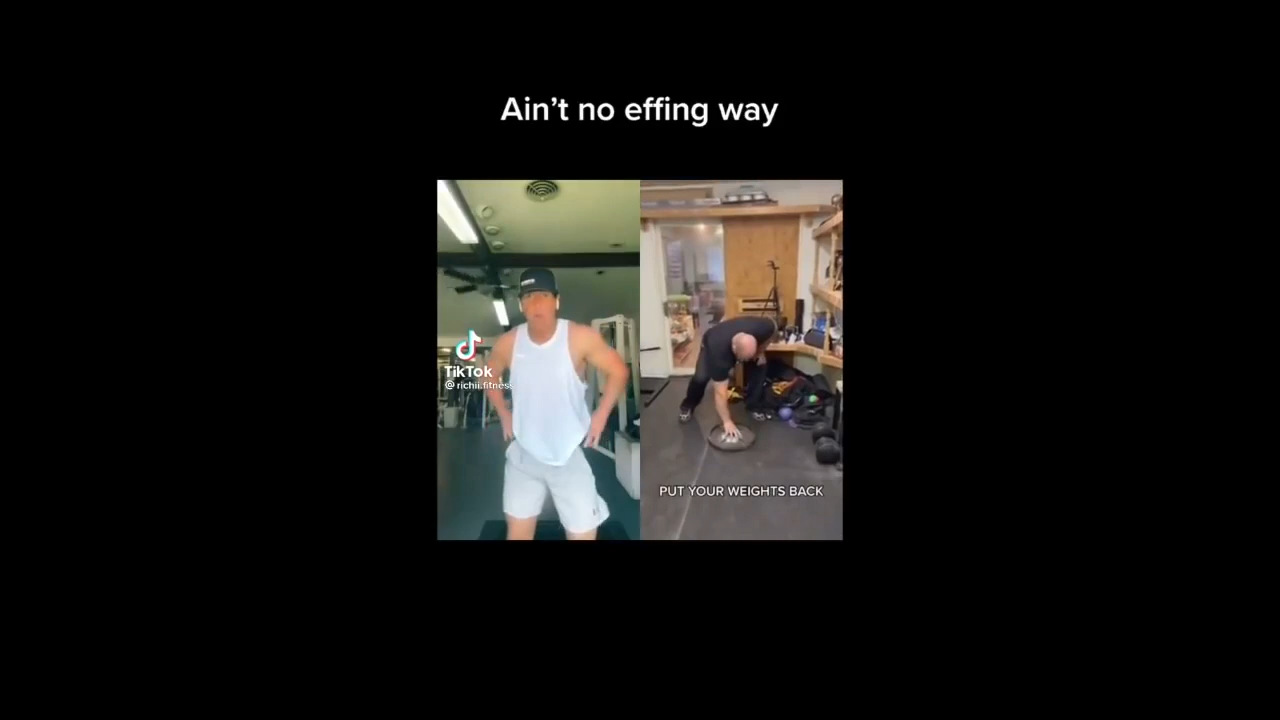 Ain't no effing way
TikTok
@richii.fitness
PUT YOUR WEIGHTS BACK